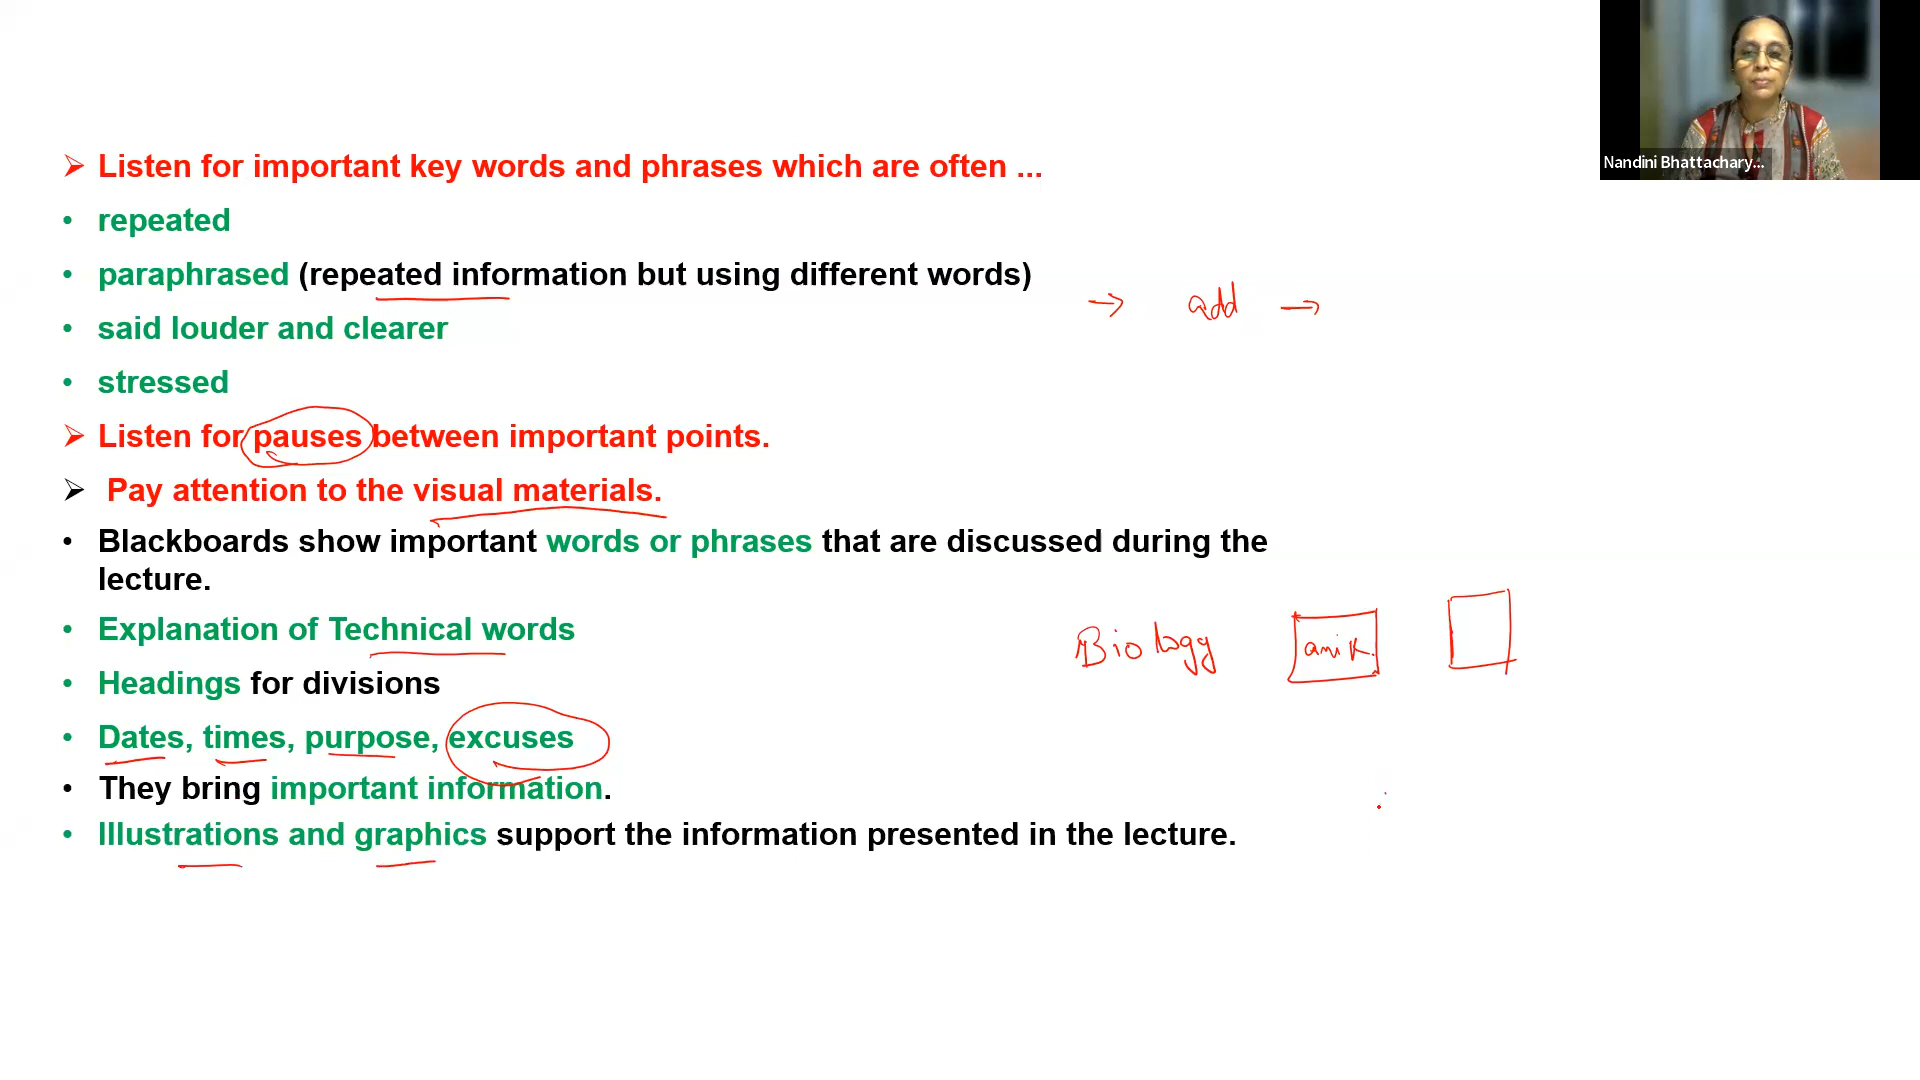 ➢ Listen for important key words and phrases which are often ...
• repeated
• paraphrased (repeated information but using different words)
→ add →
• said louder and clearer
• stressed
➢ Listen for pauses between important points.
➢ Pay attention to the visual materials.
• Blackboards show important words or phrases that are discussed during the
lecture.
• Explanation of Technical words
Biology
• Headings for divisions
• Dates, times, purpose, excuses
• They bring important information.
• Illustrations and graphics support the information presented in the lecture.
Nandini Bhattachary...